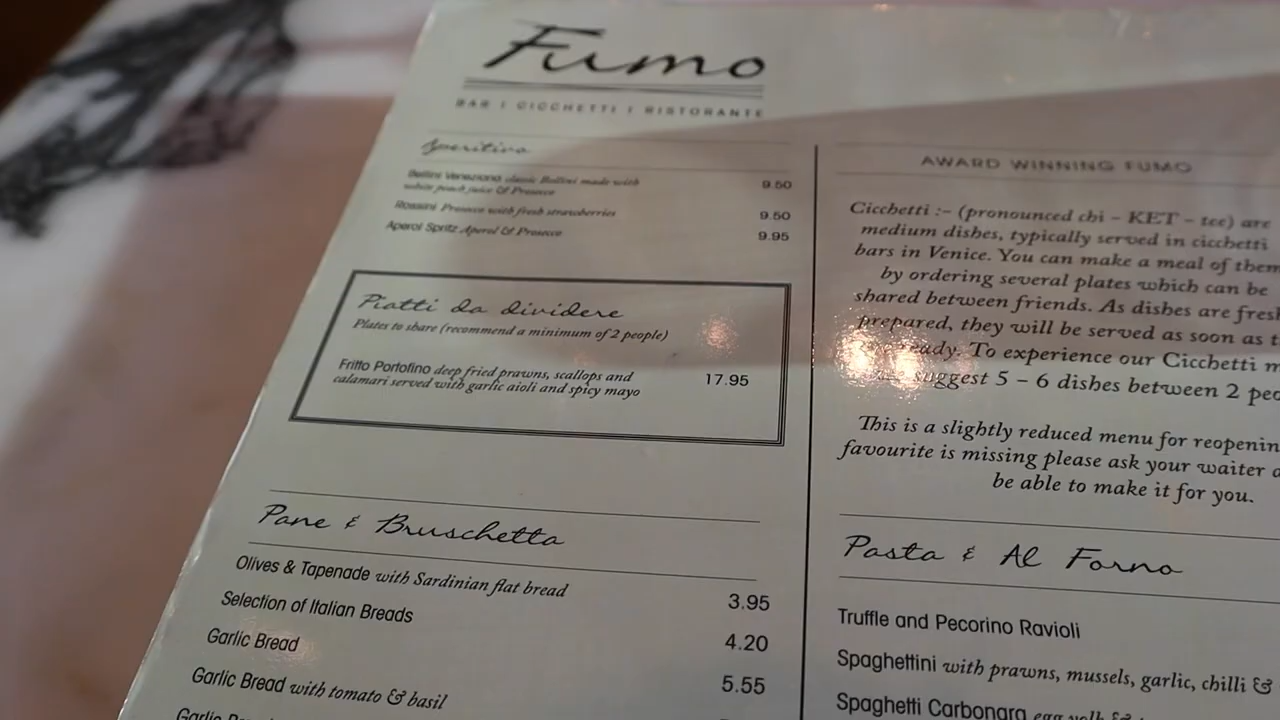 Fumo
BAR | CICCHETTI | RISTORANTE
Aperitivo
Bellini Veneziano classic Bellini made with
white peach juice & Prosecco 9.50
Rossini Prosecco with fresh strawberries 9.50
Aperol Spritz Aperol & Prosecco 9.95
Piatti da dividere
Plates to share (recommend a minimum of 2 people)
Fritto Portofino deep fried prawns, scallops and
calamari served with garlic aioli and spicy mayo 17.95
Pane & Bruschetta
Olives & Tapenade with Sardinian flat bread 3.95
Selection of Italian Breads 4.20
Garlic Bread 5.55
Garlic Bread with tomato & basil
Garlic
AWARD WINNING FUMO
Cicchetti :- (pronounced chi - KET - tee) are
medium dishes, typically served in cicchetti
bars in Venice. You can make a meal of them
by ordering several plates which can be
shared between friends. As dishes are
prepared, they will be served as soon as
ready. To experience our Cicchetti
suggest 5 - 6 dishes between 2
This is a slightly reduced menu for
favourite is missing please ask your waiter
be able to make it for you.
Pasta & Al Forno
Truffle and Pecorino Ravioli
Spaghettini with prawns, mussels, garlic, chilli &
Spaghetti Carbonara egg yolk &